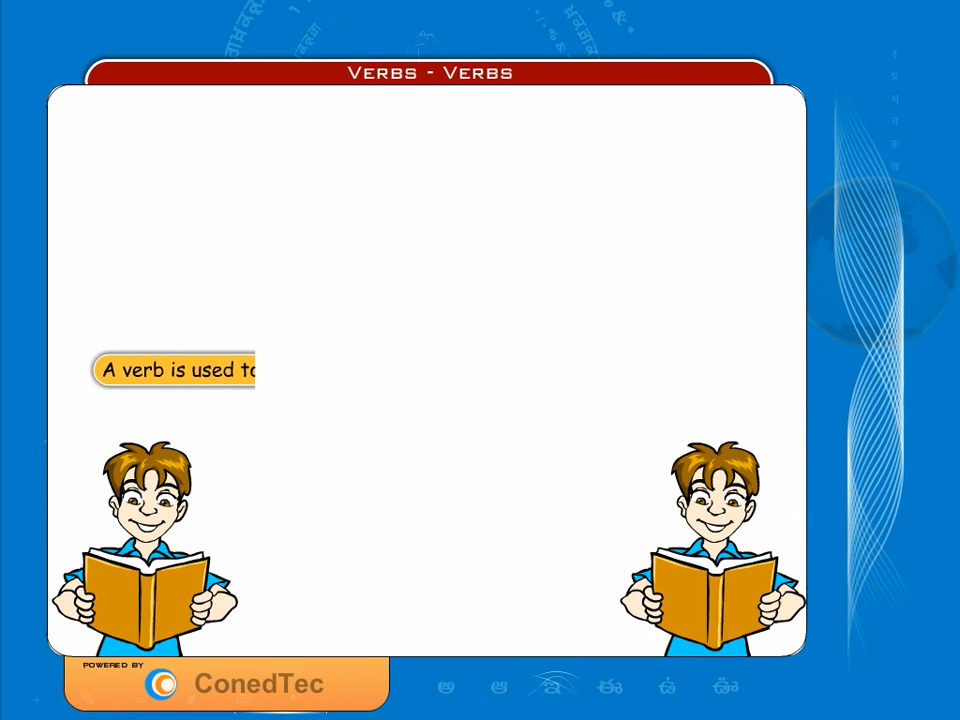 VERBS - VERBS
A verb is used to
POWERED BY
ConedTec
అ ఆ ఇ ఈ ఉ ఊ